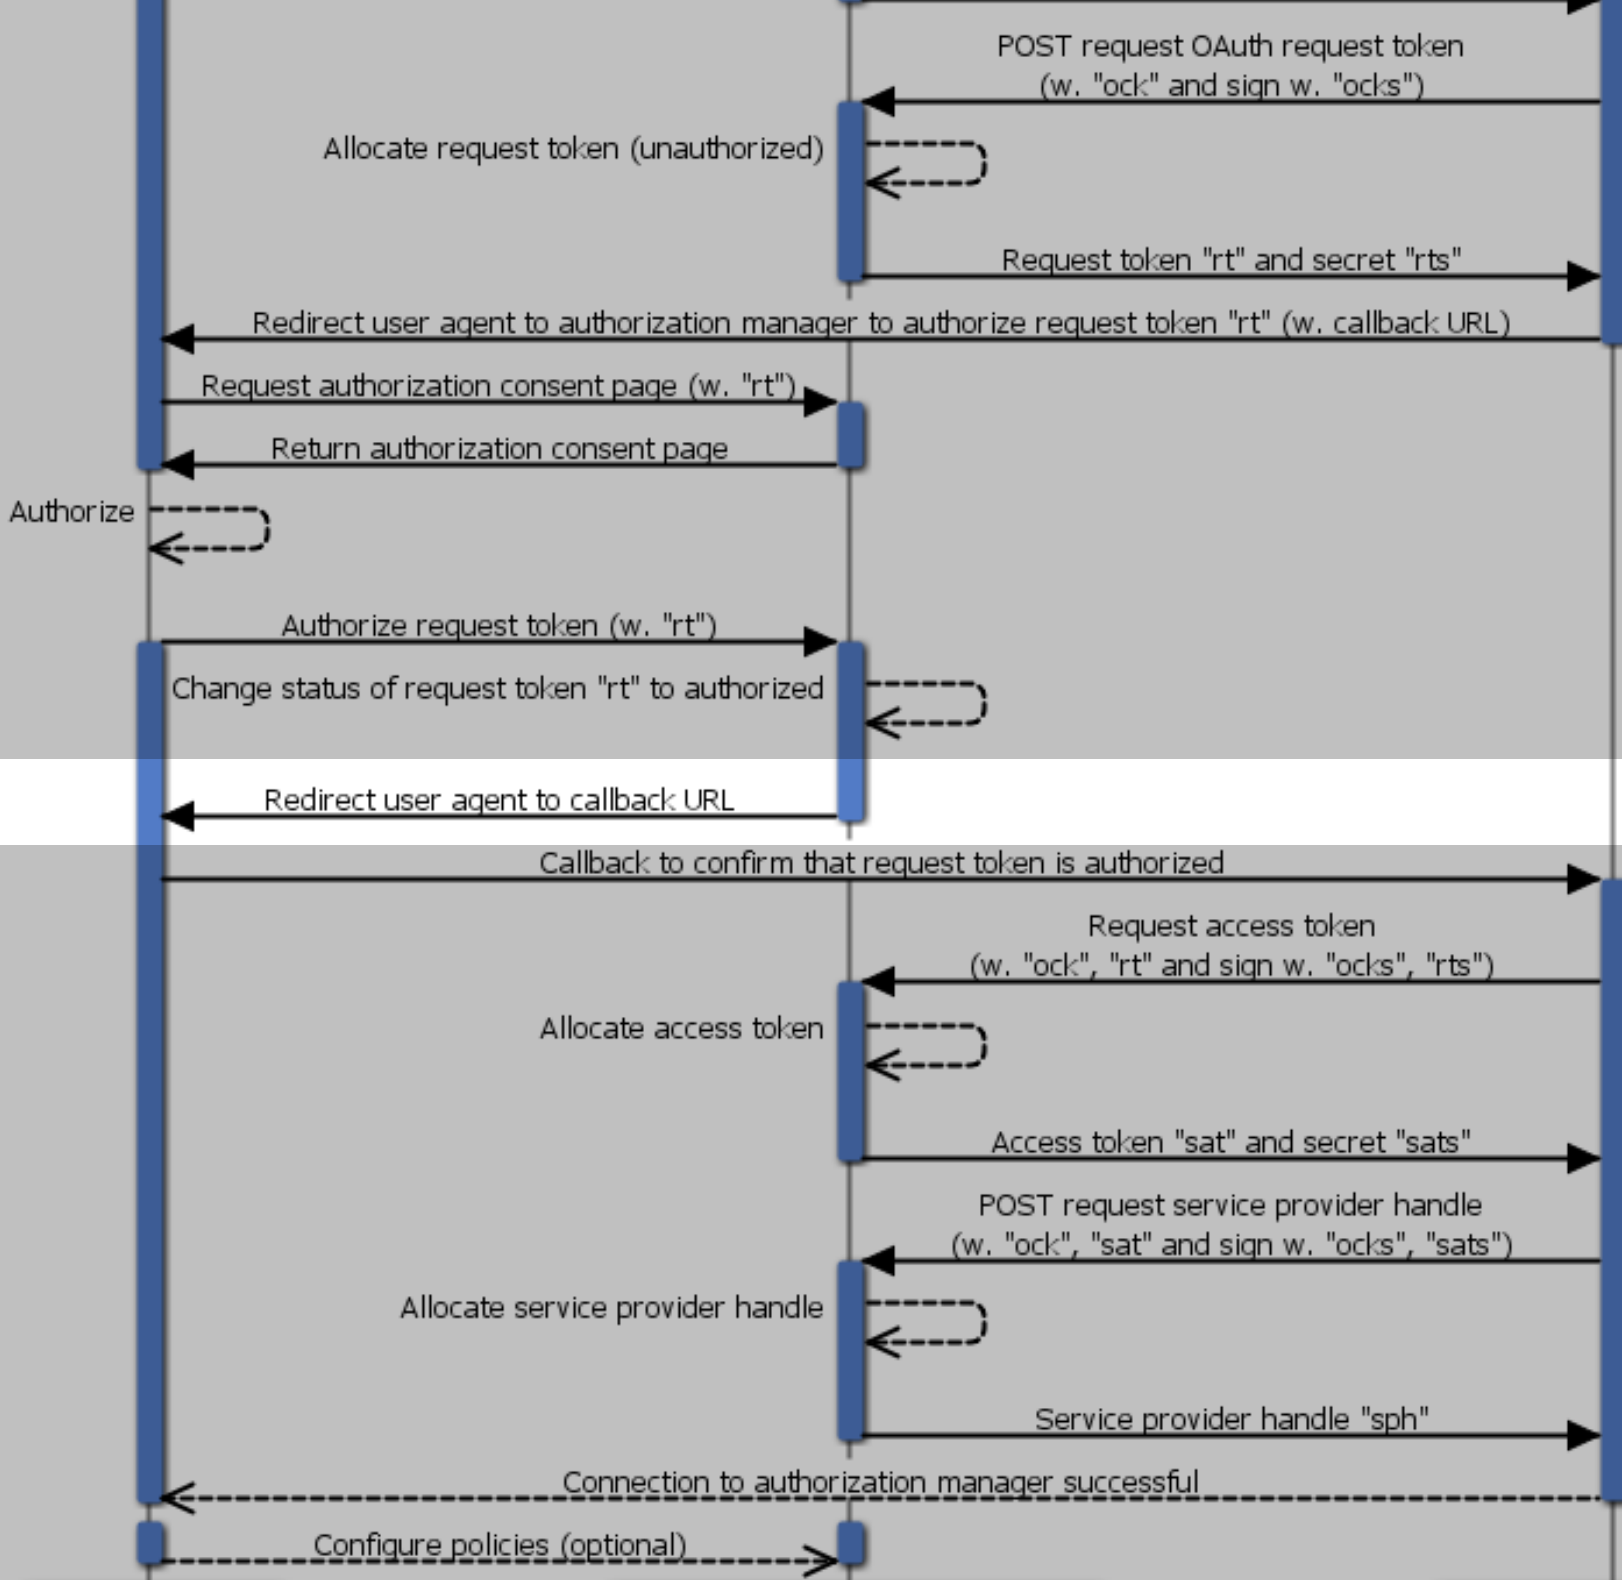 POST request OAuth request token
(w. "ock" and sign w. "ocks")
Allocate request token (unauthorized)
Request token "rt" and secret "rts"
Redirect user agent to authorization manager to authorize request token "rt" (w. callback URL)
Request authorization consent page (w. "rt")
Return authorization consent page
Authorize
Authorize request token (w. "rt")
Change status of request token "rt" to authorized
Redirect user agent to callback URL
Callback to confirm that request token is authorized
Request access token
(w. "ock", "rt" and sign w. "ocks", "rts")
Allocate access token
Access token "sat" and secret "sats"
POST request service provider handle
(w. "ock", "sat" and sign w. "ocks", "sats")
Allocate service provider handle
Service provider handle "sph"
Connection to authorization manager successful
Configure policies (optional)